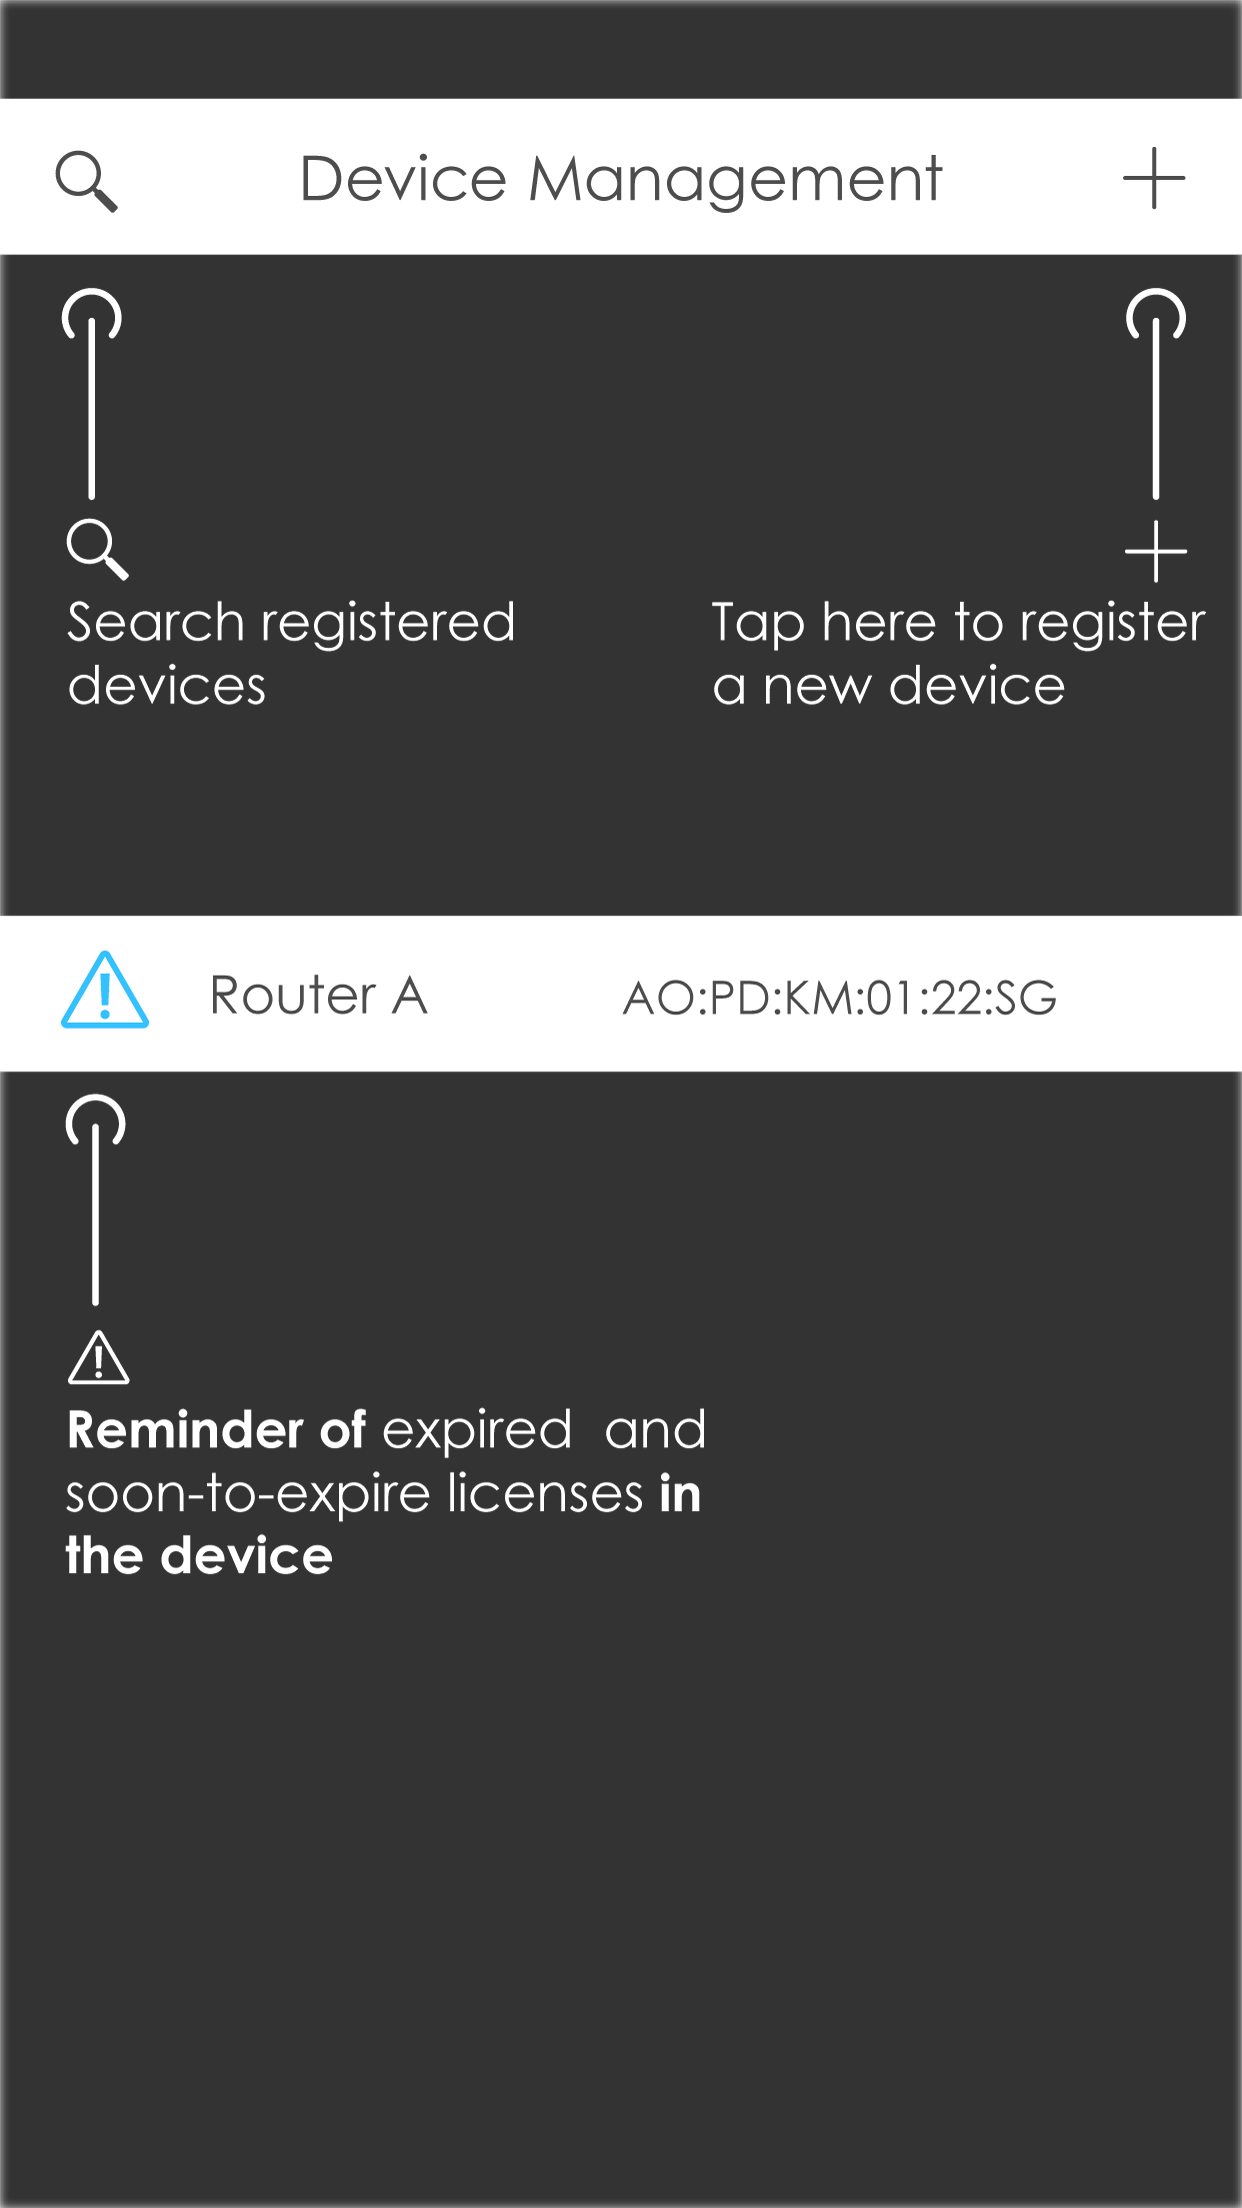 Device Management
Search registered
devices
Tap here to register
a new device
Router A AO:PD:KM:01:22:SG
Reminder of expired and
soon-to-expire licenses in
the device